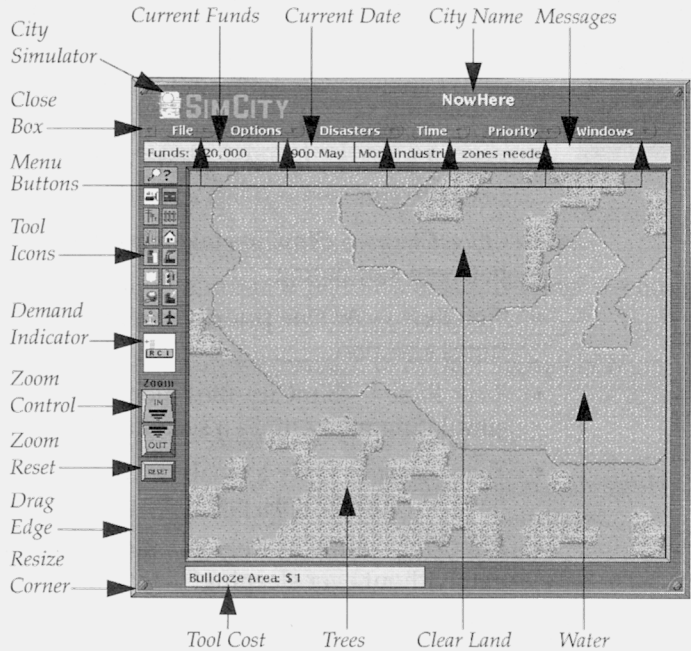 Current Funds Current Date City Name Messages
City
Simulator
Close
Box
Menu
Buttons
Tool
Icons
Demand
Indicator
Zoom
Control
Zoom
Reset
Drag
Edge
Resize
Corner
SIMCITY
NowHere
File Options Disasters Time Priority Windows
Funds: $20,000 1900 May More industrial zones needed
?
R C I
Zoom
IN
OUT
RESET
Bulldoze Area: $1
Tool Cost Trees Clear Land Water